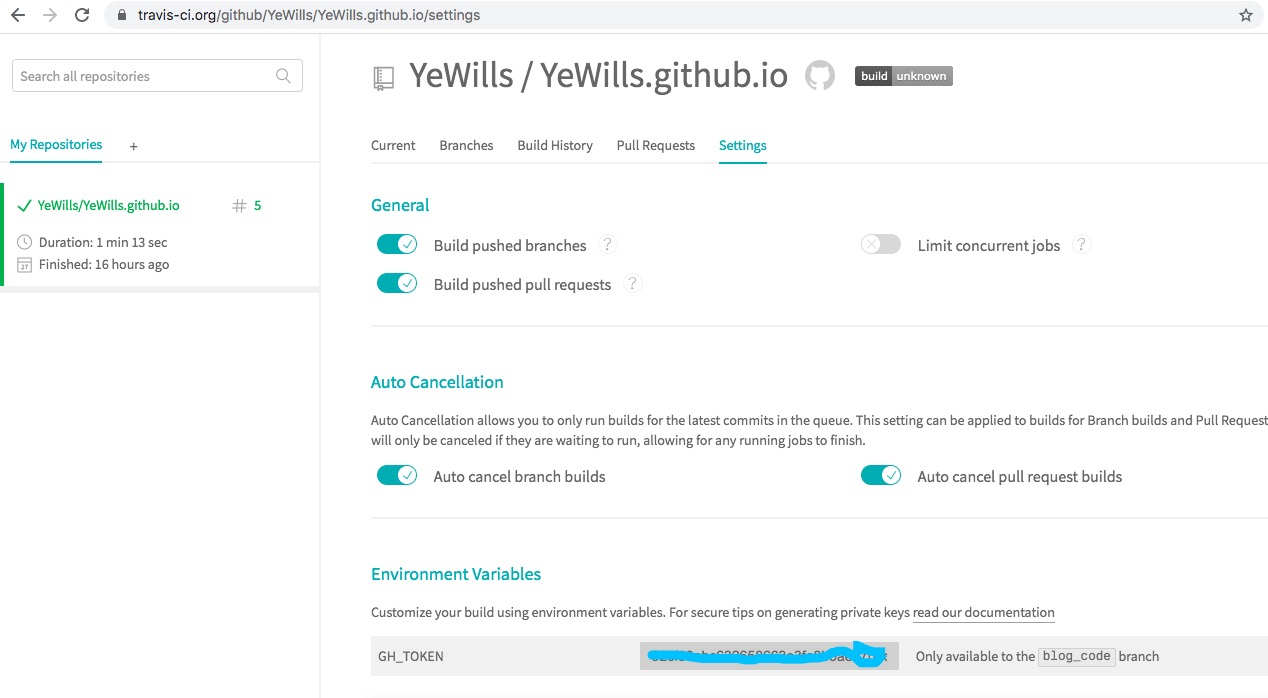 travis-ci.org/github/YeWills/YeWills.github.io/settings
Search all repositories
YeWills / YeWills.github.io
build unknown
My Repositories +
Current Branches Build History Pull Requests Settings
YeWills/YeWills.github.io # 5
Duration: 1 min 13 sec
Finished: 16 hours ago
General
Build pushed branches ?
Limit concurrent jobs ?
Build pushed pull requests ?
Auto Cancellation
Auto Cancellation allows you to only run builds for the latest commits in the queue. This setting can be applied to builds for Branch builds and Pull Request
will only be canceled if they are waiting to run, allowing for any running jobs to finish.
Auto cancel branch builds
Auto cancel pull request builds
Environment Variables
Customize your build using environment variables. For secure tips on generating private keys read our documentation
GH_TOKEN Only available to the blog_code branch